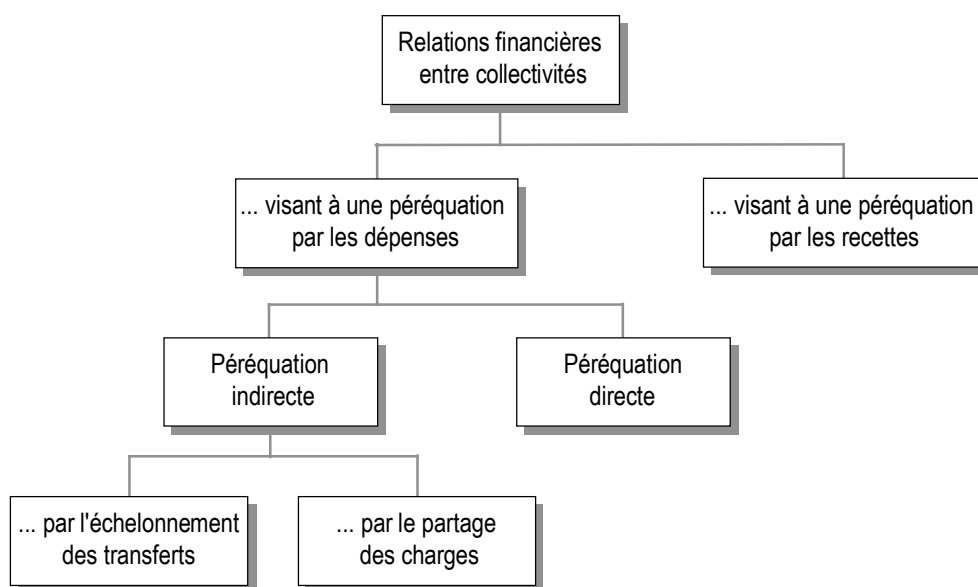 Relations financières
entre collectivités
... visant à une péréquation
par les dépenses
... visant à une péréquation
par les recettes
Péréquation
indirecte
Péréquation
directe
... par l'échelonnement
des transferts
... par le partage
des charges